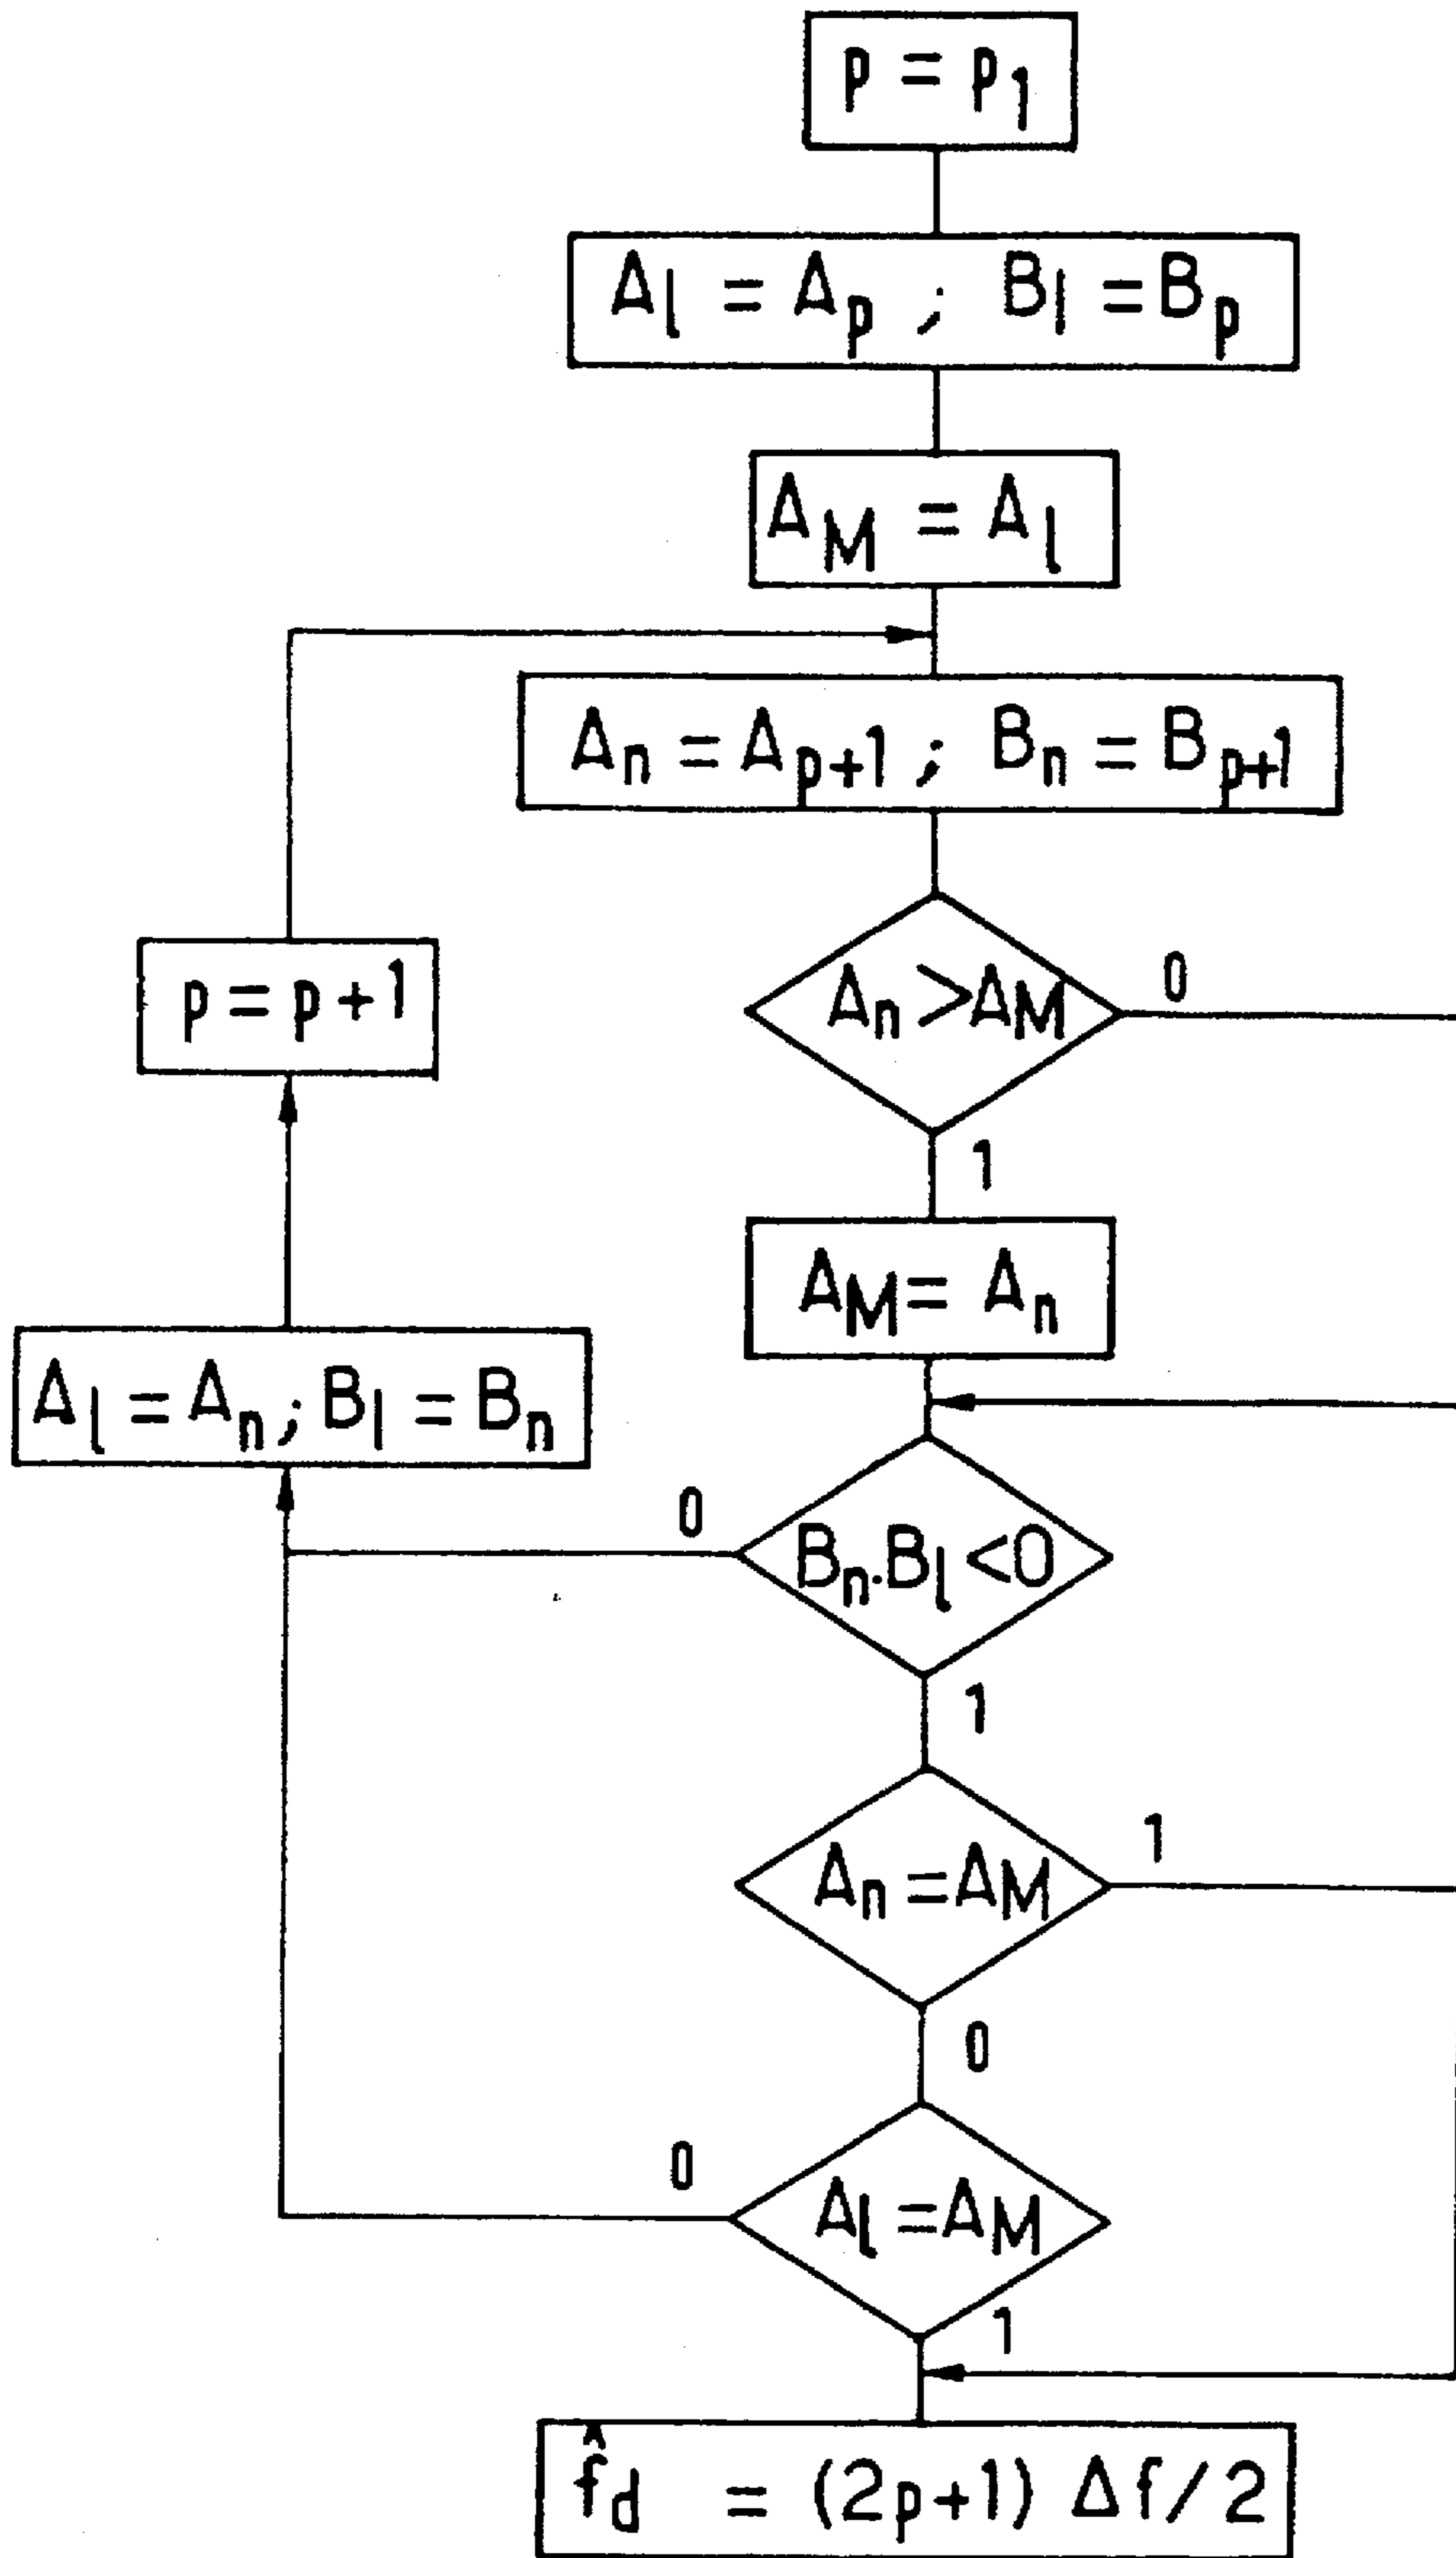 p = p1
Al = Ap ; Bl = Bp
AM = Al
An = Ap+1 ; Bn = Bp+1
p = p+1
An > AM
0
1
AM = An
Al = An ; Bl = Bn
0
Bn.Bl <0
1
An = AM
1
0
0
Al = AM
1
f̂d = (2p+1) Δf/2